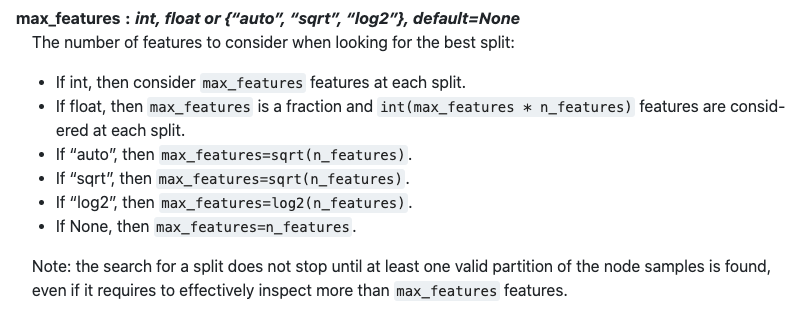 max_features : int, float or {“auto”, “sqrt”, “log2”}, default=None
The number of features to consider when looking for the best split:
• If int, then consider max_features features at each split.
• If float, then max_features is a fraction and int(max_features * n_features) features are consid-
ered at each split.
• If “auto”, then max_features=sqrt(n_features).
• If “sqrt”, then max_features=sqrt(n_features).
• If “log2”, then max_features=log2(n_features).
• If None, then max_features=n_features.
Note: the search for a split does not stop until at least one valid partition of the node samples is found,
even if it requires to effectively inspect more than max_features features.